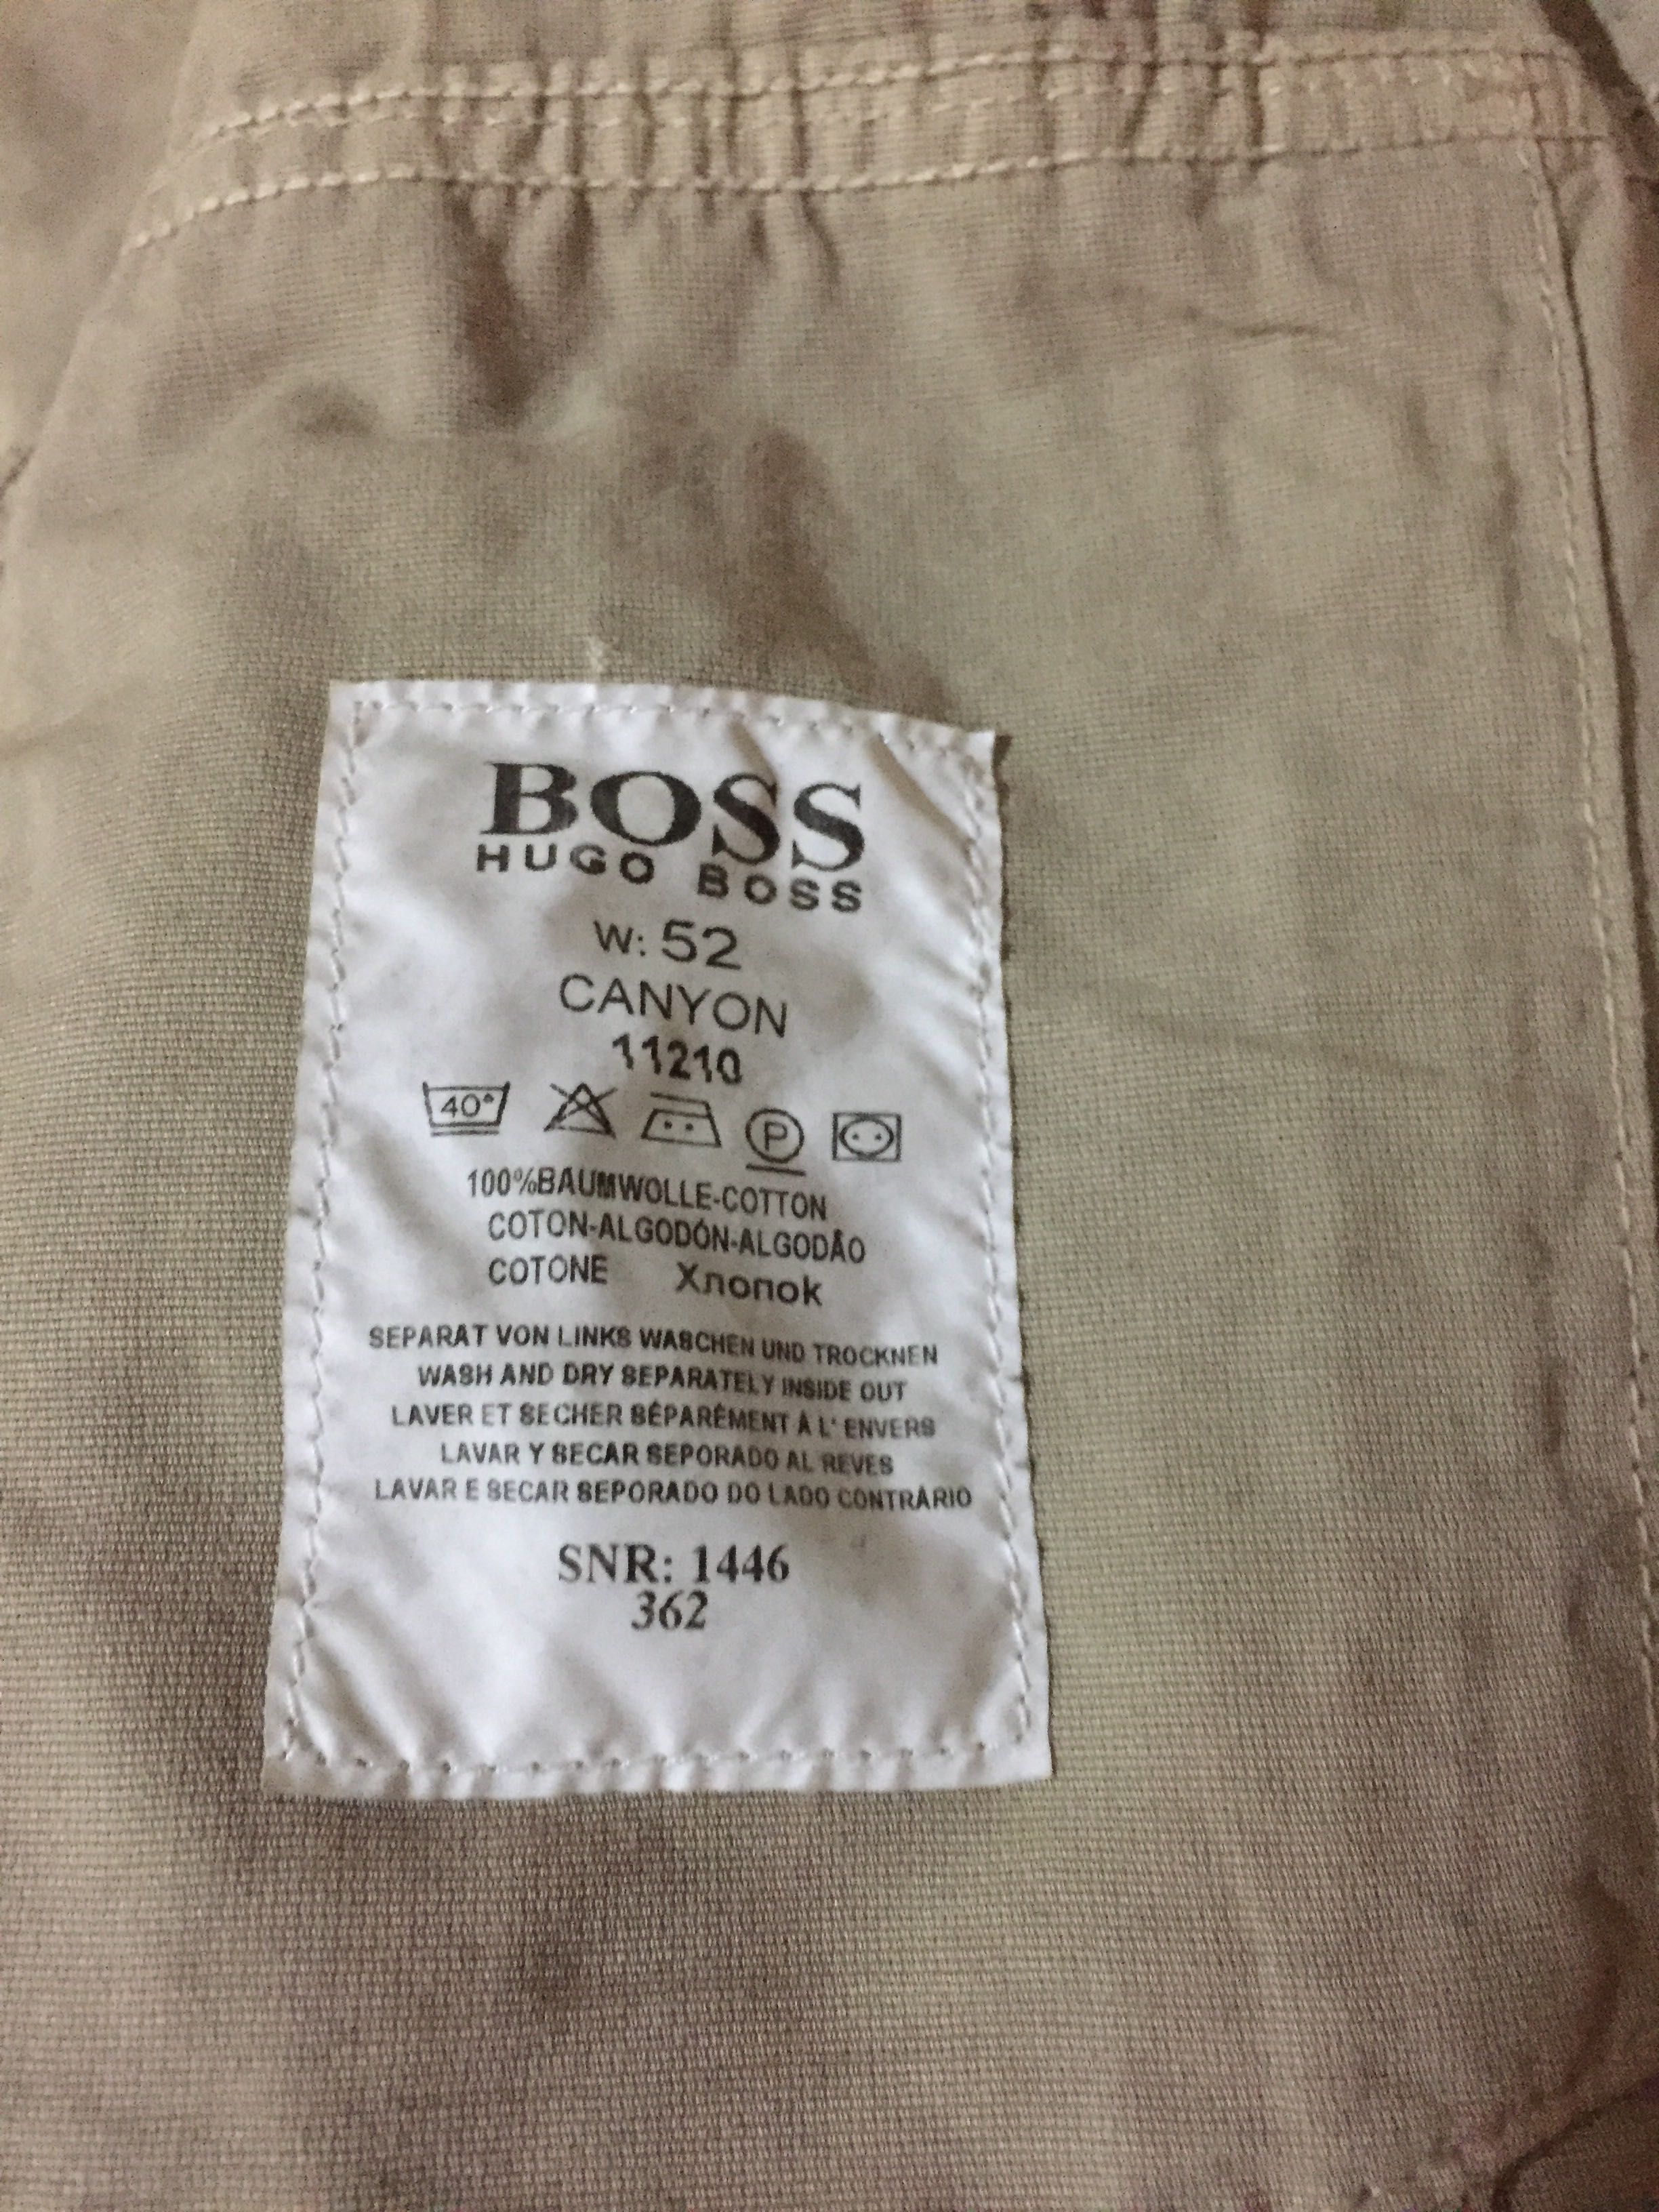 BOSS
HUGO BOSS
W: 52
CANYON
11210
40° P
100%BAUMWOLLE-COTTON
COTON-ALGODÓN-ALGODÃO
COTONE Хлопок
SEPARAT VON LINKS WASCHEN UND TROCKNEN
WASH AND DRY SEPARATELY INSIDE OUT
LAVER ET SECHER SÉPARÉMENT À L' ENVERS
LAVAR Y SECAR SEPORADO AL REVES
LAVAR E SECAR SEPORADO DO LADO CONTRÀRIO
SNR: 1446
362